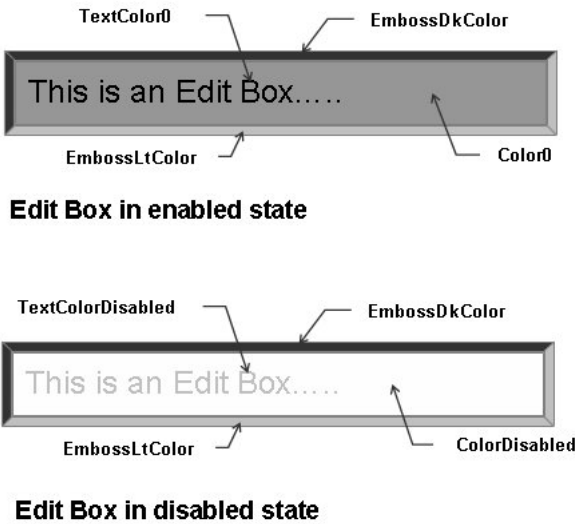 TextColor0
EmbossDkColor
This is an Edit Box.....
EmbossLtColor
Color0
Edit Box in enabled state
TextColorDisabled
EmbossDkColor
This is an Edit Box.....
EmbossLtColor
ColorDisabled
Edit Box in disabled state